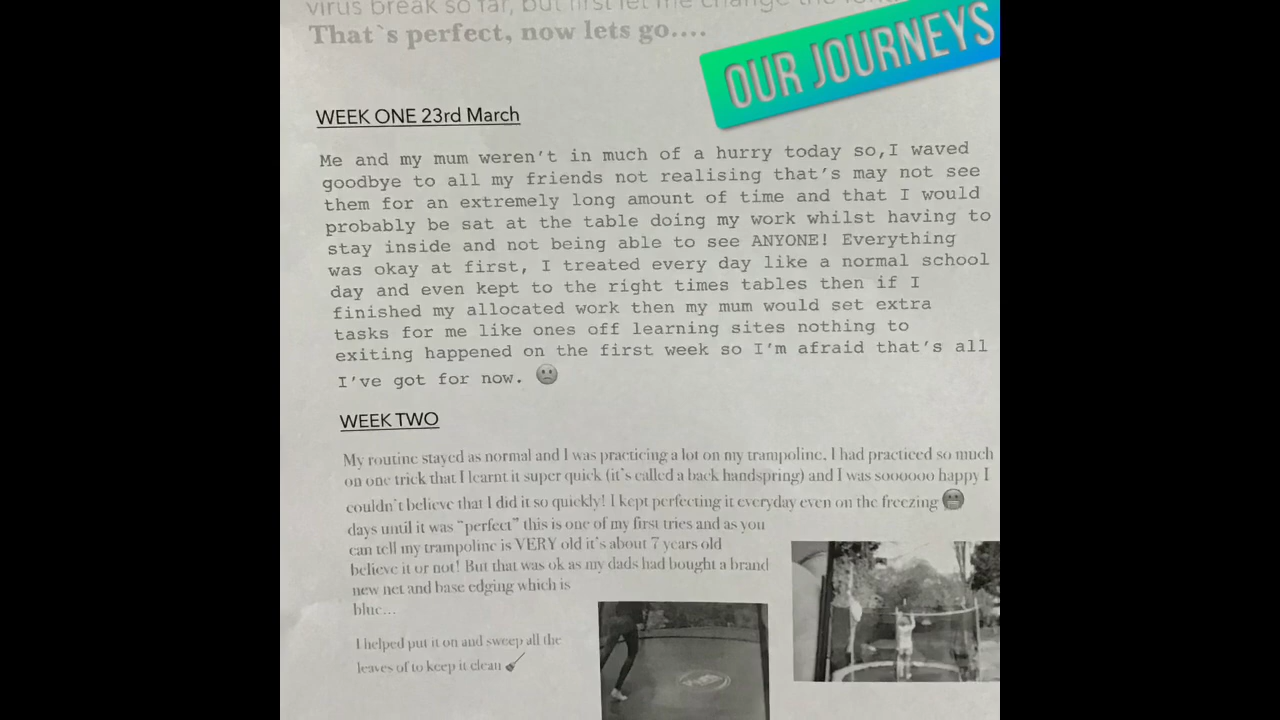 virus break so far, but first let me change the
That`s perfect, now lets go....
OUR JOURNEYS
WEEK ONE 23rd March
Me and my mum weren't in much of a hurry today so,I waved
goodbye to all my friends not realising that's may not see
them for an extremely long amount of time and that I would
probably be sat at the table doing my work whilst having to
stay inside and not being able to see ANYONE! Everything
was okay at first, I treated every day like a normal school
day and even kept to the right times tables then if I
finished my allocated work then my mum would set extra
tasks for me like ones off learning sites nothing to
exiting happened on the first week so I'm afraid that's all
I've got for now.
WEEK TWO
My routine stayed as normal and I was practicing a lot on my trampoline. I had practiced so much
on one trick that I learnt it super quick (it's called a back handspring) and I was soooooo happy I
couldn't believe that I did it so quickly! I kept perfecting it everyday even on the freezing
days until it was "perfect" this is one of my first tries and as you
can tell my trampoline is VERY old it's about 7 years old
believe it or not! But that was ok as my dads had bought a brand
new net and base edging which is
blue...
I helped put it on and sweep all the
leaves of to keep it clean